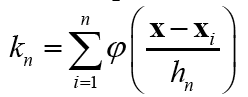 $k_n = \sum_{i=1}^{n} \varphi\left(\frac{\mathbf{x} - \mathbf{x}_i}{h_n}\right)$